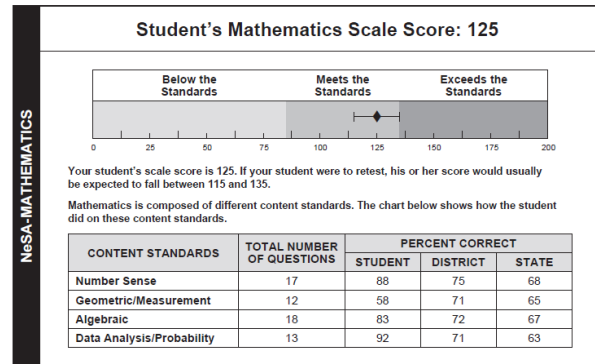 Student's Mathematics Scale Score: 125
NeSA-MATHEMATICS
Below the Standards
Meets the Standards
Exceeds the Standards
0 25 50 75 100 125 150 175 200
Your student's scale score is 125. If your student were to retest, his or her score would usually
be expected to fall between 115 and 135.
Mathematics is composed of different content standards. The chart below shows how the student
did on these content standards.
CONTENT STANDARDS TOTAL NUMBER OF QUESTIONS PERCENT CORRECT
STUDENT DISTRICT STATE
Number Sense 17 88 75 68
Geometric/Measurement 12 58 71 65
Algebraic 18 83 72 67
Data Analysis/Probability 13 92 71 63